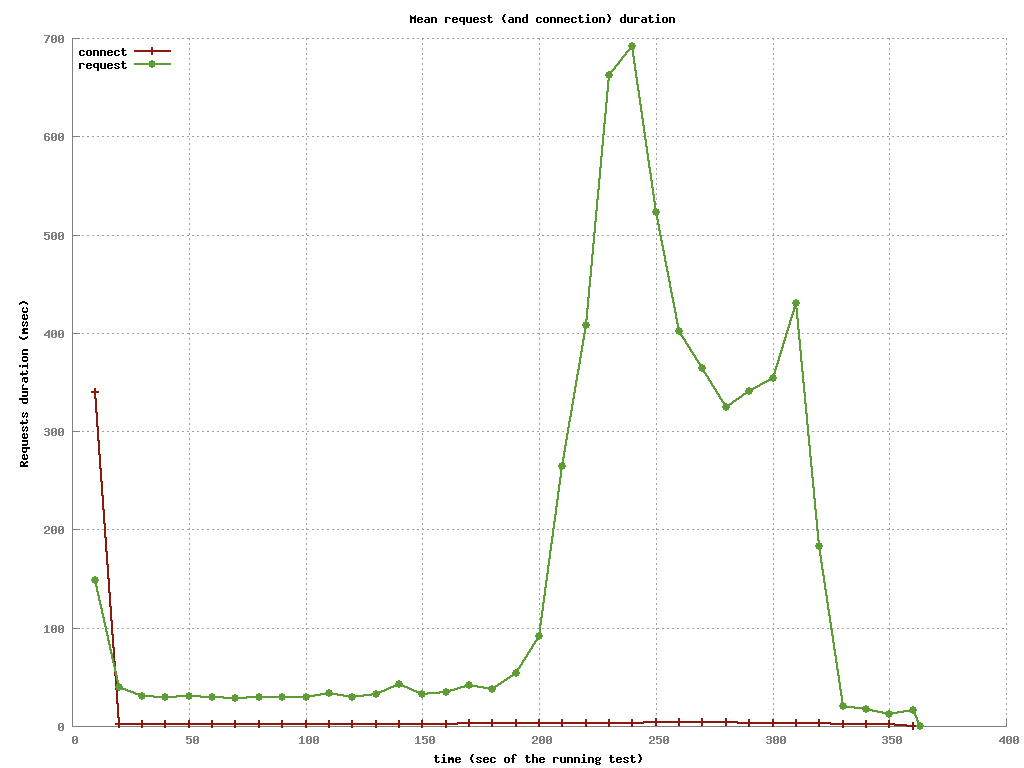 Mean request (and connection) duration
connect
request
700
600
500
400
300
200
100
0
Requests duration (msec)
0 50 100 150 200 250 300 350 400
time (sec of the running test)